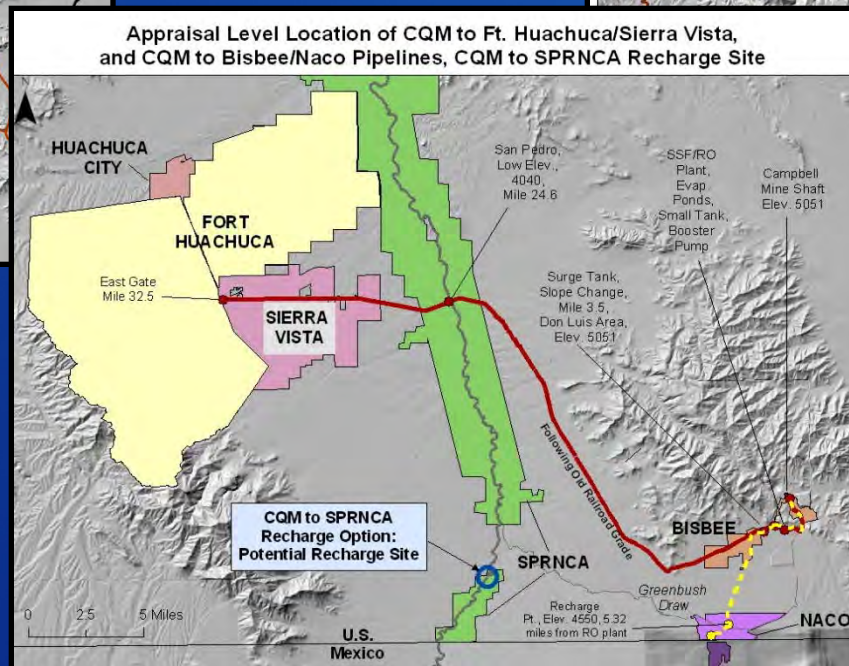 Appraisal Level Location of CQM to Ft. Huachuca/Sierra Vista,
and CQM to Bisbee/Naco Pipelines, CQM to SPRNCA Recharge Site
HUACHUCA
CITY
FORT
HUACHUCA
East Gate
Mile 32.5
SIERRA
VISTA
San Pedro,
Low Elev.,
4040,
Mile 24.6
SSF/RO
Plant,
Evap
Ponds,
Small Tank,
Booster
Pump
Campbell
Mine Shaft
Elev. 5051
Surge Tank,
Slope Change,
Mile 3.5,
Don Luis Area,
Elev. 5051
Following Old Railroad Grade
BISBEE
CQM to SPRNCA
Recharge Option:
Potential Recharge Site
SPRNCA
Greenbush
Draw
Recharge
Pt., Elev. 4550, 5.32
miles from RO plant
NACO
0 2.5 5 Miles
U.S.
Mexico